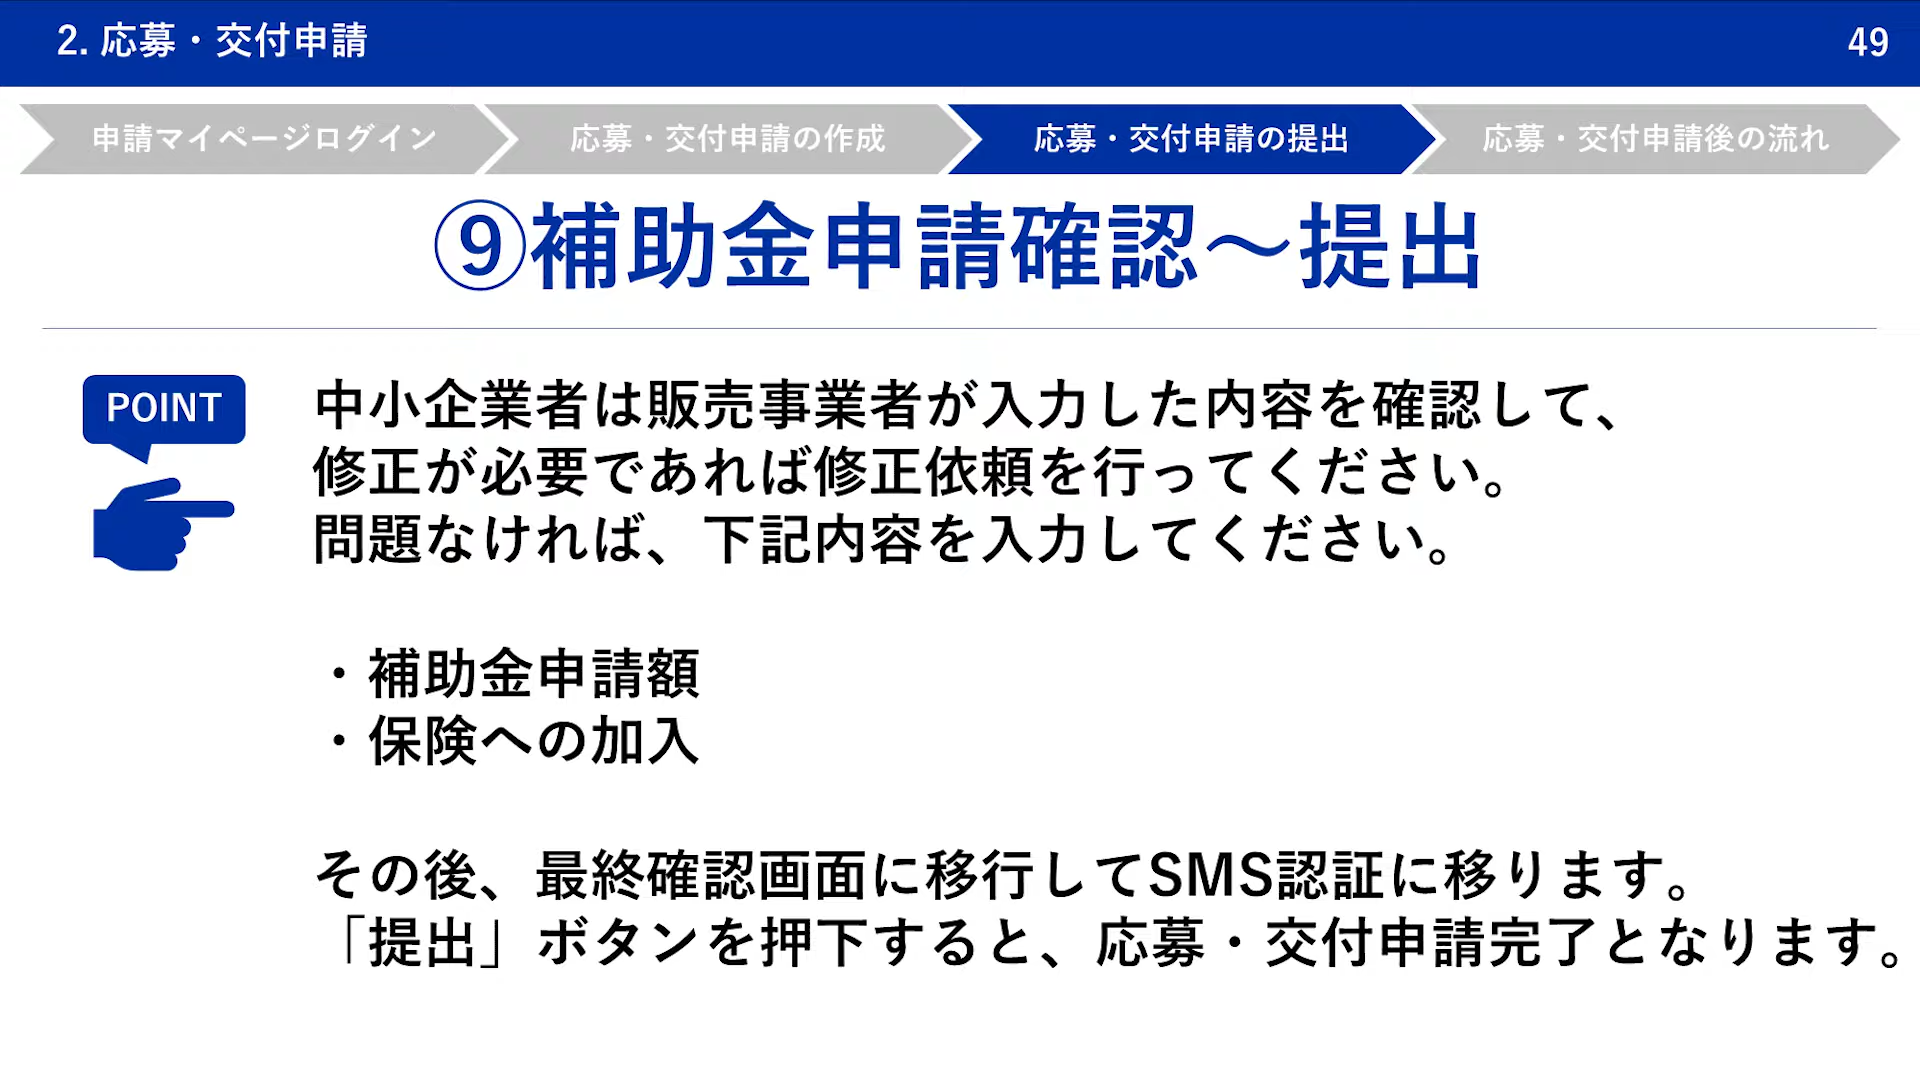 2. 応募・交付申請
49
申請マイページログイン
応募・交付申請の作成
応募・交付申請の提出
応募・交付申請後の流れ
⑨補助金申請確認～提出
POINT
中小企業者は販売事業者が入力した内容を確認して、
修正が必要であれば修正依頼を行ってください。
問題なければ、下記内容を入力してください。
・補助金申請額
・保険への加入
その後、最終確認画面に移行してSMS認証に移ります。
「提出」ボタンを押下すると、応募・交付申請完了となります。